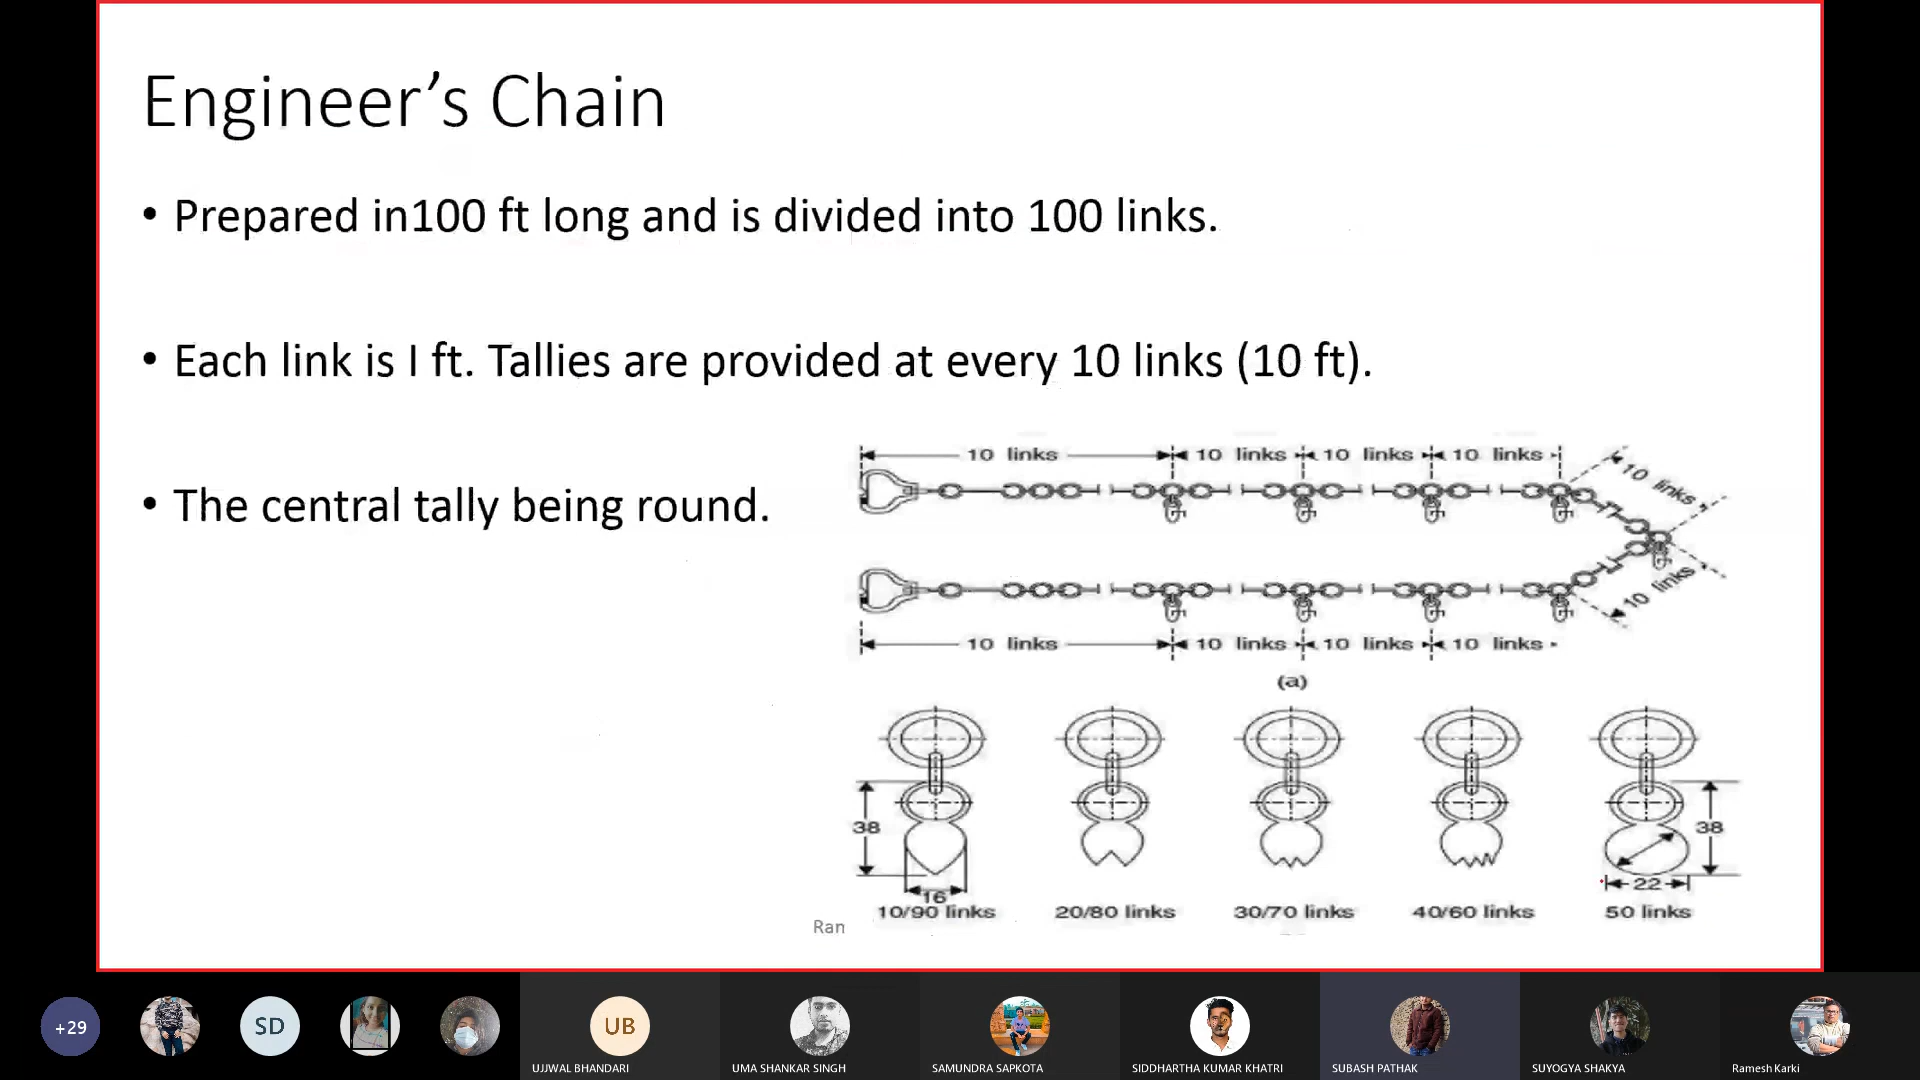 Engineer's Chain
• Prepared in100 ft long and is divided into 100 links.
• Each link is I ft. Tallies are provided at every 10 links (10 ft).
• The central tally being round.
10 links 10 links 10 links 10 links
10 links
10 links
10 links 10 links 10 links 10 links
(a)
38 38
16 22
10/90 links 20/80 links 30/70 links 40/60 links 50 links
Ran
+29 SD UB
UJJWAL BHANDARI UMA SHANKAR SINGH SAMUNDRA SAPKOTA SIDDHARTHA KUMAR KHATRI SUBASH PATHAK SUYOGYA SHAKYA Ramesh Karki